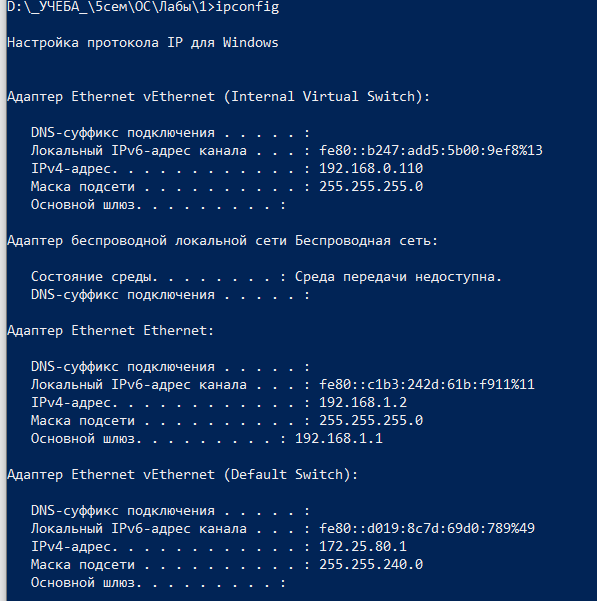 D:\_УЧЕБА_\5сем\ОС\Лабы\1>ipconfig
Настройка протокола IP для Windows
Адаптер Ethernet vEthernet (Internal Virtual Switch):
DNS-суффикс подключения . . . . . :
Локальный IPv6-адрес канала . . . : fe80::b247:add5:5b00:9ef8%13
IPv4-адрес. . . . . . . . . . . . : 192.168.0.110
Маска подсети . . . . . . . . . . : 255.255.255.0
Основной шлюз. . . . . . . . . :
Адаптер беспроводной локальной сети Беспроводная сеть:
Состояние среды. . . . . . . . : Среда передачи недоступна.
DNS-суффикс подключения . . . . . :
Адаптер Ethernet Ethernet:
DNS-суффикс подключения . . . . . :
Локальный IPv6-адрес канала . . . : fe80::c1b3:242d:61b:f911%11
IPv4-адрес. . . . . . . . . . . . : 192.168.1.2
Маска подсети . . . . . . . . . . : 255.255.255.0
Основной шлюз. . . . . . . . . : 192.168.1.1
Адаптер Ethernet vEthernet (Default Switch):
DNS-суффикс подключения . . . . . :
Локальный IPv6-адрес канала . . . : fe80::d019:8c7d:69d0:789%49
IPv4-адрес. . . . . . . . . . . . : 172.25.80.1
Маска подсети . . . . . . . . . . : 255.255.240.0
Основной шлюз. . . . . . . . . :